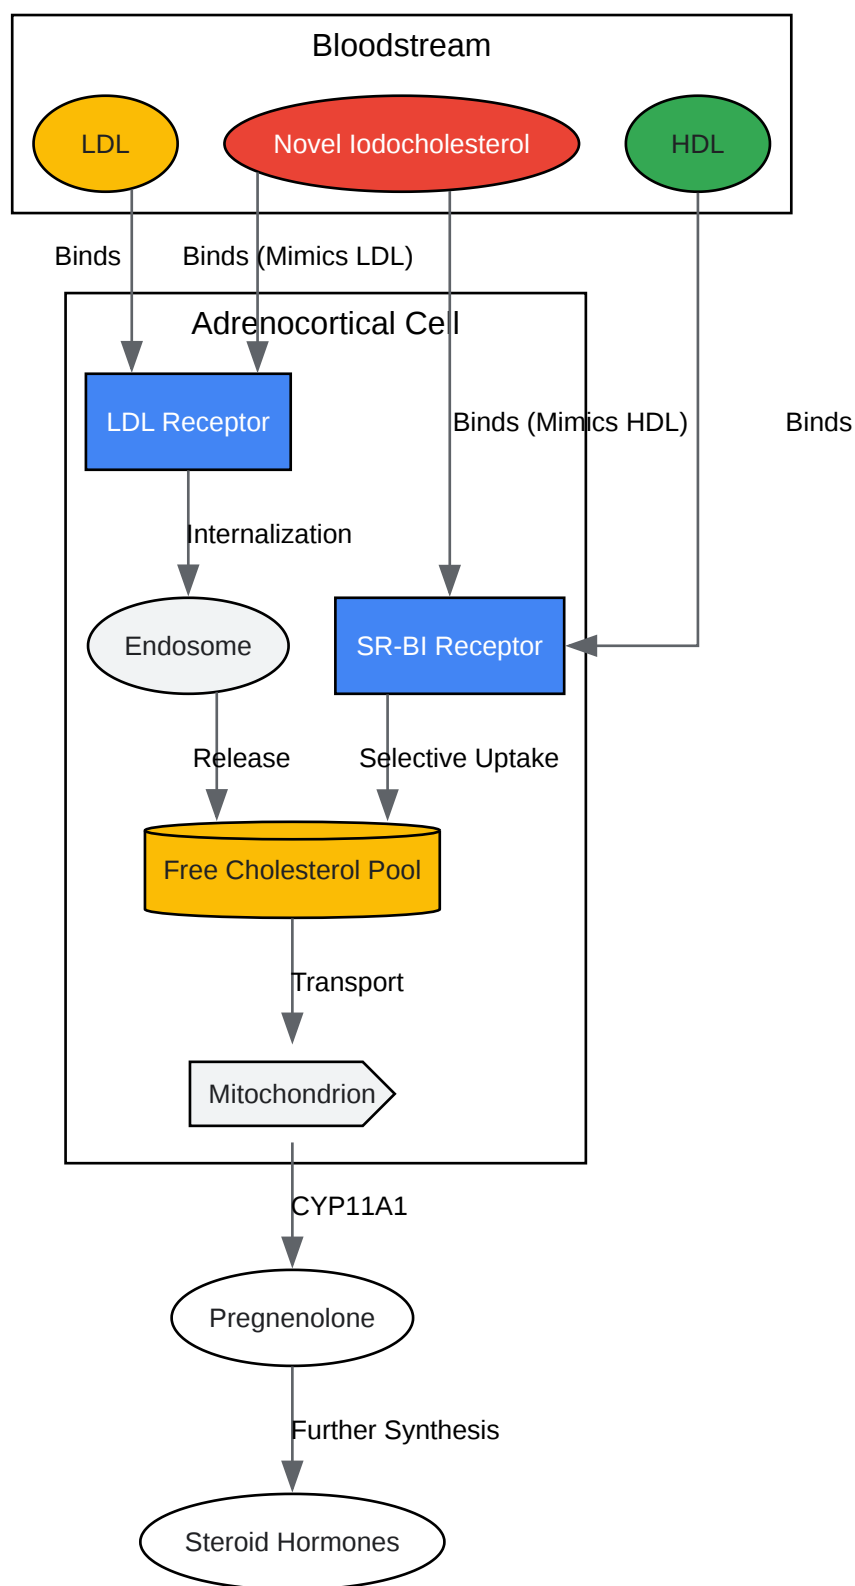 Bloodstream
LDL
Novel Iodocholesterol
HDL
Binds
Binds (Mimics LDL)
Adrenocortical Cell
LDL Receptor
Binds (Mimics HDL)
Binds
Internalization
Endosome
SR-BI Receptor
Release
Selective Uptake
Free Cholesterol Pool
Transport
Mitochondrion
CYP11A1
Pregnenolone
Further Synthesis
Steroid Hormones